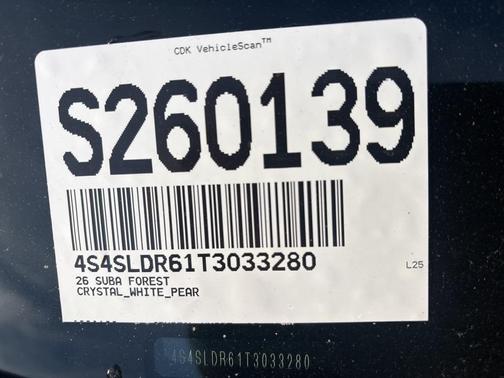 CDK VehicleScan™
S260139
4S4SLDR61T3033280
L25
26 SUBA FOREST
CRYSTAL_WHITE_PEAR
4S4SLDR61T3033280